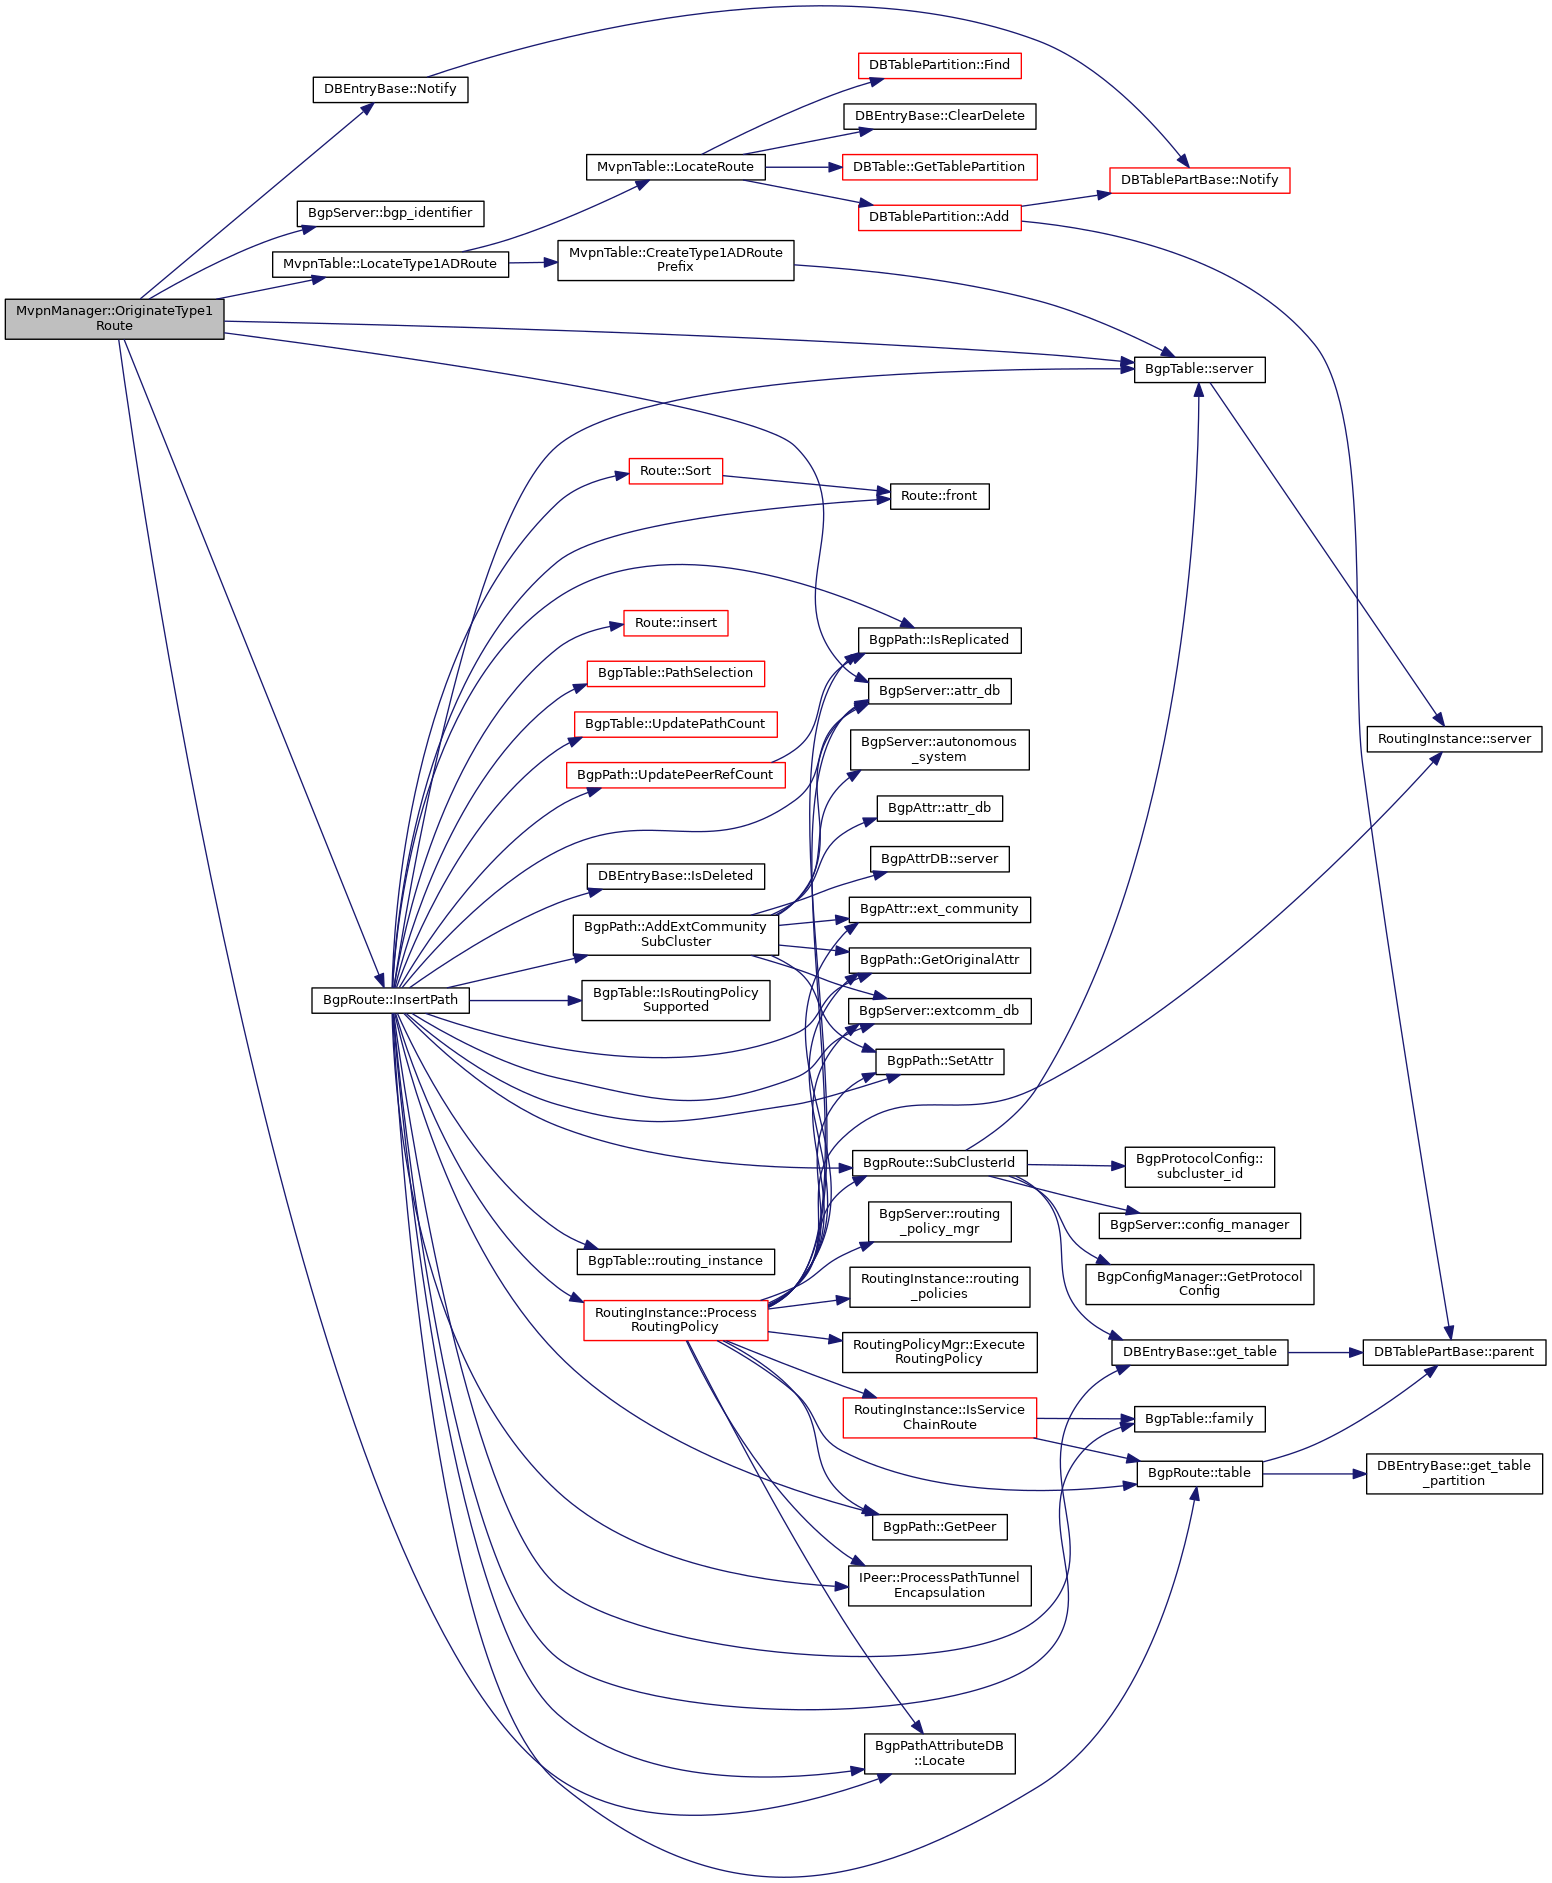 DBEntryBase::Notify
DBTablePartition::Find
DBEntryBase::ClearDelete
MvpnTable::LocateRoute
DBTable::GetTablePartition
DBTablePartBase::Notify
BgpServer::bgp_identifier
DBTablePartition::Add
MvpnTable::LocateType1ADRoute
MvpnTable::CreateType1ADRoute
Prefix
MvpnManager::OriginateType1
Route
BgpTable::server
Route::Sort
Route::front
Route::insert
BgpPath::IsReplicated
BgpTable::PathSelection
BgpServer::attr_db
BgpTable::UpdatePathCount
BgpServer::autonomous
_system
RoutingInstance::server
BgpPath::UpdatePeerRefCount
BgpAttr::attr_db
BgpAttrDB::server
DBEntryBase::IsDeleted
BgpAttr::ext_community
BgpPath::AddExtCommunity
SubCluster
BgpPath::GetOriginalAttr
BgpRoute::InsertPath
BgpTable::IsRoutingPolicy
Supported
BgpServer::extcomm_db
BgpPath::SetAttr
BgpRoute::SubClusterId
BgpProtocolConfig::
subcluster_id
BgpServer::routing
_policy_mgr
BgpServer::config_manager
BgpTable::routing_instance
RoutingInstance::routing
_policies
BgpConfigManager::GetProtocol
Config
RoutingInstance::Process
RoutingPolicy
RoutingPolicyMgr::Execute
RoutingPolicy
DBEntryBase::get_table
DBTablePartBase::parent
RoutingInstance::IsService
ChainRoute
BgpTable::family
BgpRoute::table
DBEntryBase::get_table
_partition
BgpPath::GetPeer
IPeer::ProcessPathTunnel
Encapsulation
BgpPathAttributeDB
::Locate